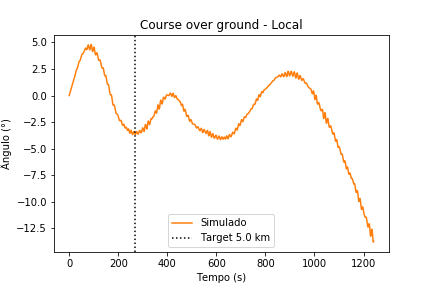 Course over ground - Local
Ângulo (°)
5.0
2.5
0.0
−2.5
−5.0
−7.5
−10.0
−12.5
Simulado
Target 5.0 km
0 200 400 600 800 1000 1200
Tempo (s)